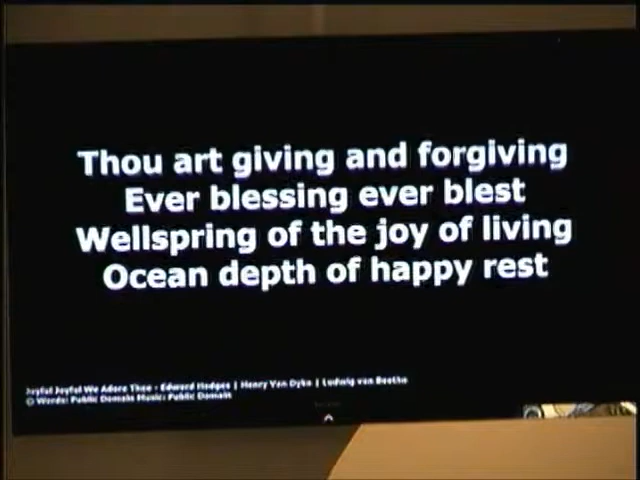 Thou art giving and forgiving
Ever blessing ever blest
Wellspring of the joy of living
Ocean depth of happy rest
Joyful Joyful We Adore Thee - Edward Hodges | Henry Van Dyke | Ludwig van Beetho
© Words: Public Domain Music: Public Domain